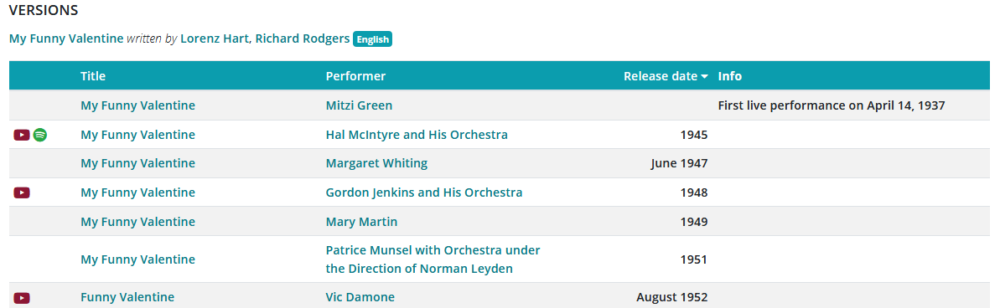 VERSIONS
My Funny Valentine written by Lorenz Hart, Richard Rodgers English
Title Performer Release date Info
My Funny Valentine Mitzi Green First live performance on April 14, 1937
My Funny Valentine Hal McIntyre and His Orchestra 1945
My Funny Valentine Margaret Whiting June 1947
My Funny Valentine Gordon Jenkins and His Orchestra 1948
My Funny Valentine Mary Martin 1949
My Funny Valentine Patrice Munsel with Orchestra under
the Direction of Norman Leyden 1951
Funny Valentine Vic Damone August 1952